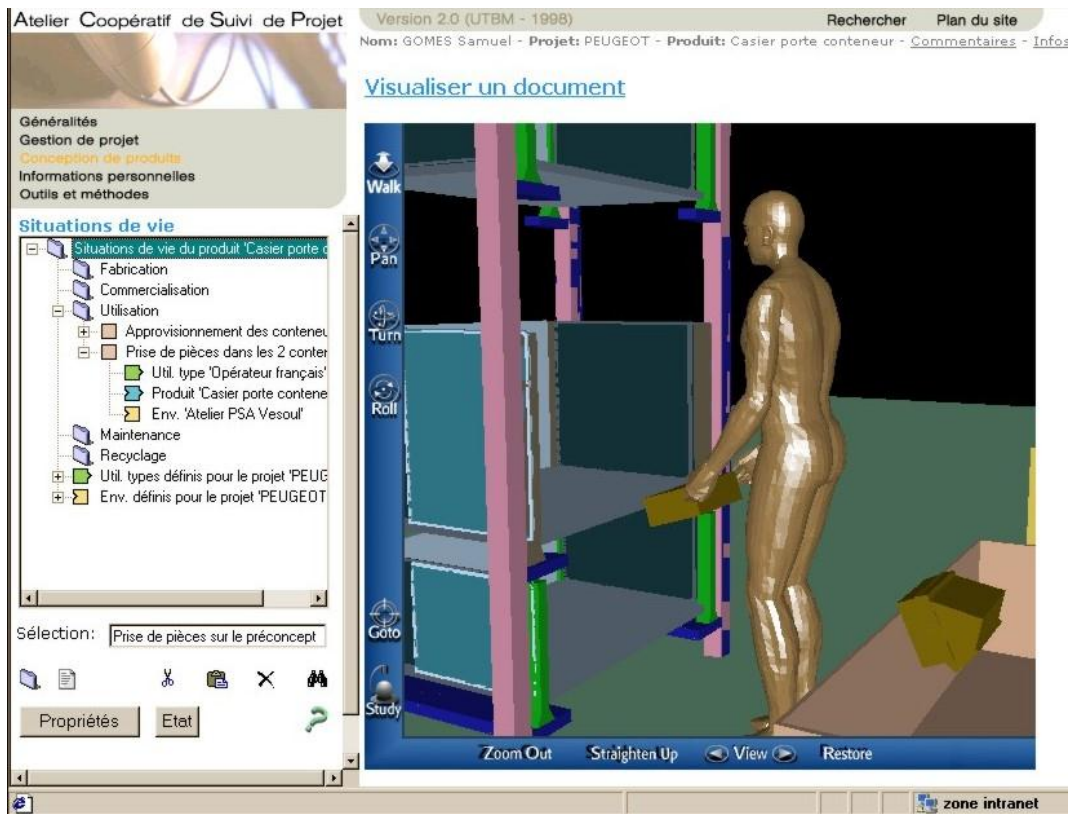 Atelier Coopératif de Suivi de Projet
Version 2.0 (UTBM - 1998)
Rechercher
Plan du site
Nom: GOMES Samuel - Projet: PEUGEOT - Produit: Casier porte conteneur - Commentaires - Infos
Visualiser un document
Généralités
Gestion de projet
Conception de produits
Informations personnelles
Outils et méthodes
Situations de vie
Situations de vie du produit 'Casier porte c
Fabrication
Commercialisation
Utilisation
Approvisionnement des conteneu
Prise de pièces dans les 2 conter
Util. type 'Opérateur français'
Produit 'Casier porte contene
Env. 'Atelier PSA Vesoul'
Maintenance
Recyclage
Util. types définis pour le projet 'PEUG
Env. définis pour le projet 'PEUGEOT
Sélection: Prise de pièces sur le préconcept
Propriétés
Etat
Walk
Pan
Turn
Roll
Goto
Study
Zoom Out
Straighten Up
View
Restore
zone intranet